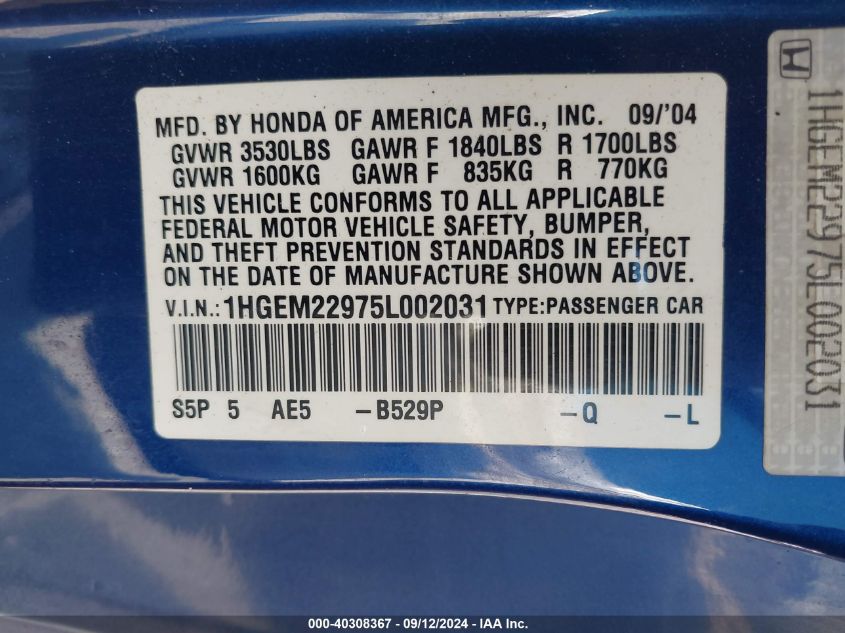 MFD. BY HONDA OF AMERICA MFG., INC. 09/'04
GVWR 3530LBS GAWR F 1840LBS R 1700LBS
GVWR 1600KG GAWR F 835KG R 770KG
THIS VEHICLE CONFORMS TO ALL APPLICABLE
FEDERAL MOTOR VEHICLE SAFETY, BUMPER,
AND THEFT PREVENTION STANDARDS IN EFFECT
ON THE DATE OF MANUFACTURE SHOWN ABOVE.
V.I.N.: 1HGEM22975L002031 TYPE:PASSENGER CAR
S5P 5 AE5 -B529P -Q -L
1HGEM22975L002031
000-40308367 - 09/12/2024 - IAA Inc.